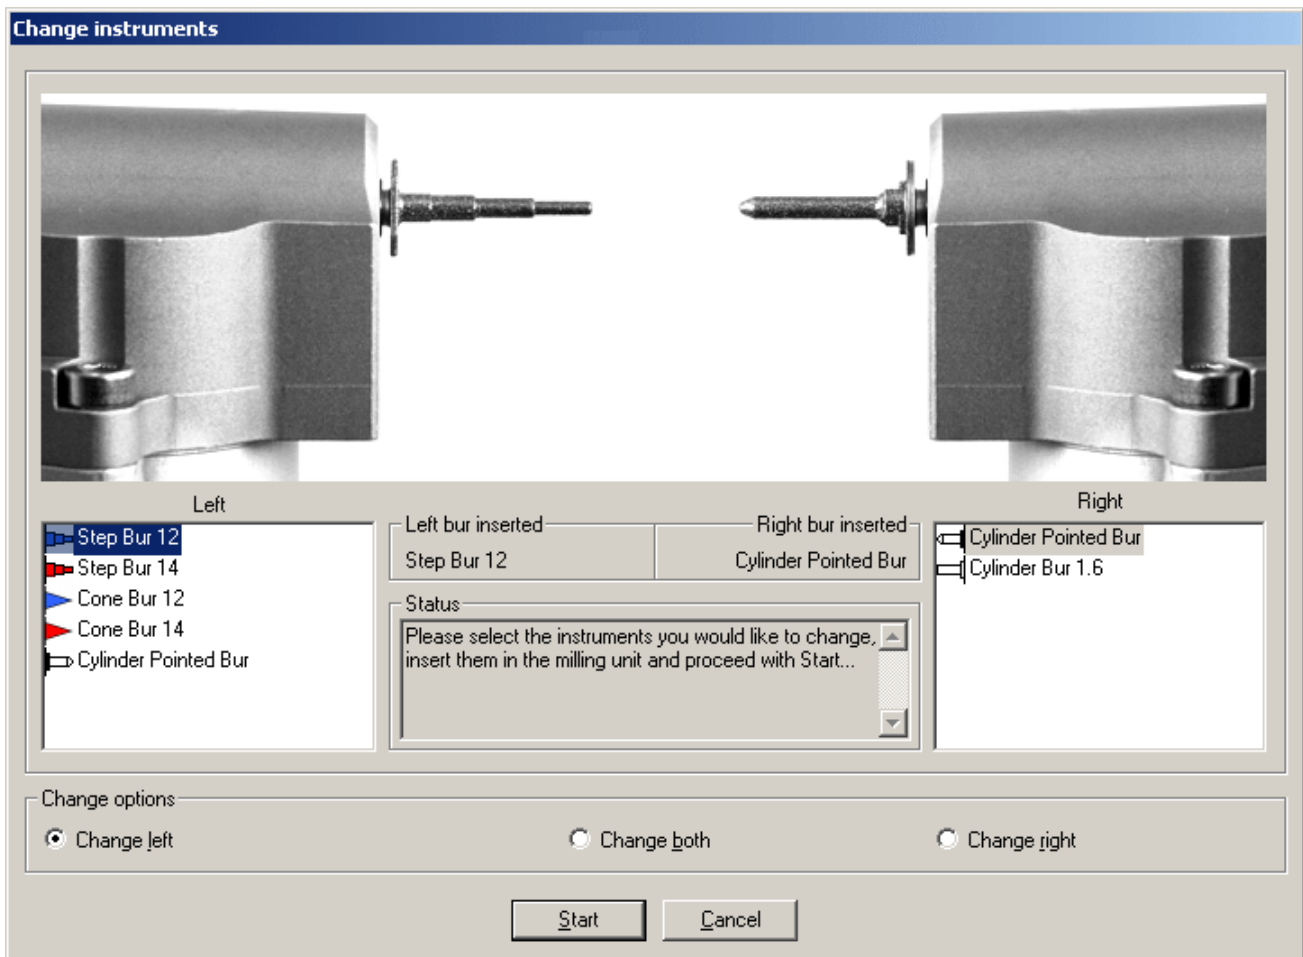 Change instruments
Left
Right
Step Bur 12
Step Bur 14
Cone Bur 12
Cone Bur 14
Cylinder Pointed Bur
Left bur inserted
Right bur inserted
Step Bur 12
Cylinder Pointed Bur
Status
Please select the instruments you would like to change,
insert them in the milling unit and proceed with Start...
Cylinder Pointed Bur
Cylinder Bur 1.6
Change options
Change left
Change both
Change right
Start
Cancel